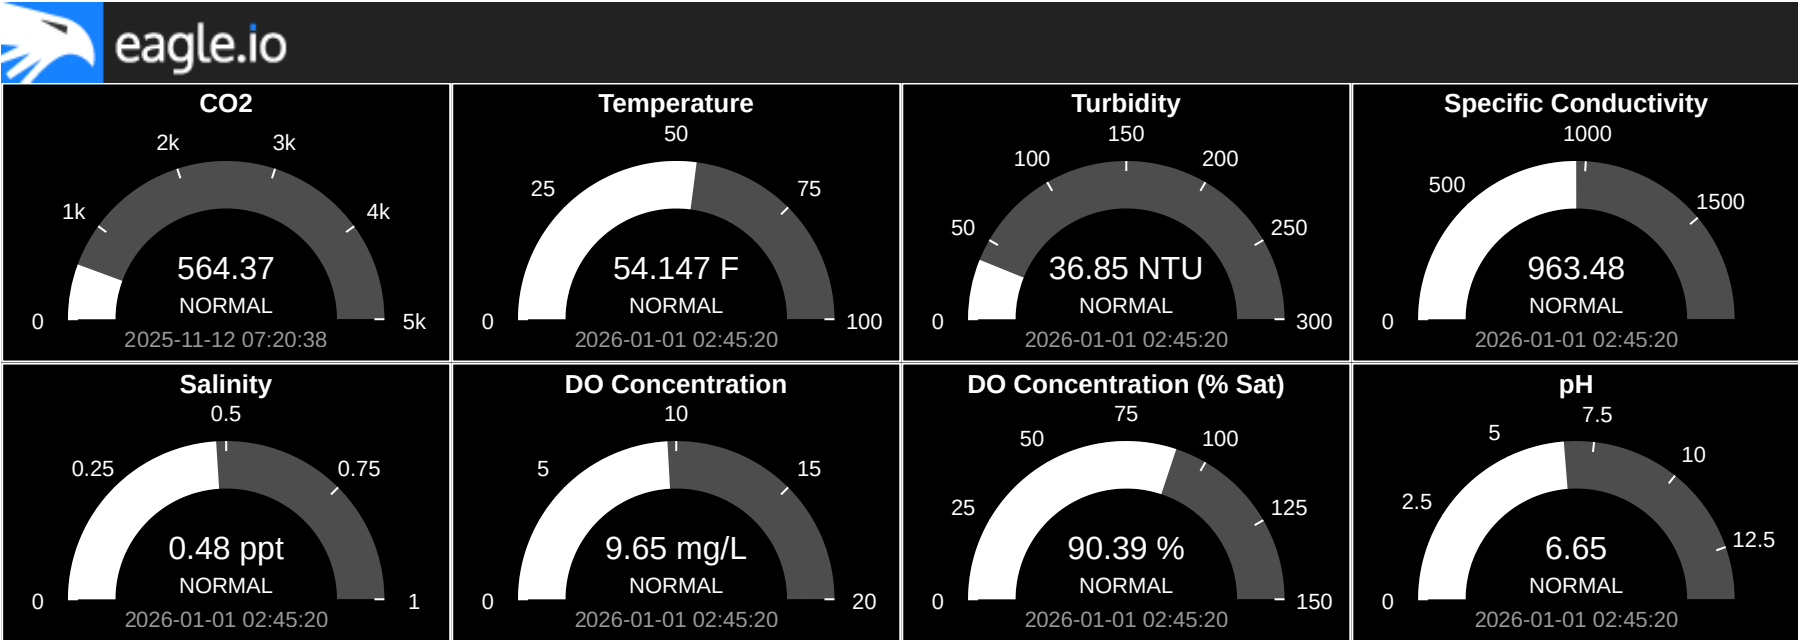 eagle.io
CO2
0
1k
2k
3k
4k
5k
564.37
NORMAL
2025-11-12 07:20:38
Temperature
0
25
50
75
100
54.147 F
NORMAL
2026-01-01 02:45:20
Turbidity
0
50
100
150
200
250
300
36.85 NTU
NORMAL
2026-01-01 02:45:20
Specific Conductivity
0
500
1000
1500
963.48
NORMAL
2026-01-01 02:45:20
Salinity
0
0.25
0.5
0.75
1
0.48 ppt
NORMAL
2026-01-01 02:45:20
DO Concentration
0
5
10
15
20
9.65 mg/L
NORMAL
2026-01-01 02:45:20
DO Concentration (% Sat)
0
25
50
75
100
125
150
90.39 %
NORMAL
2026-01-01 02:45:20
pH
0
2.5
5
7.5
10
12.5
6.65
NORMAL
2026-01-01 02:45:20